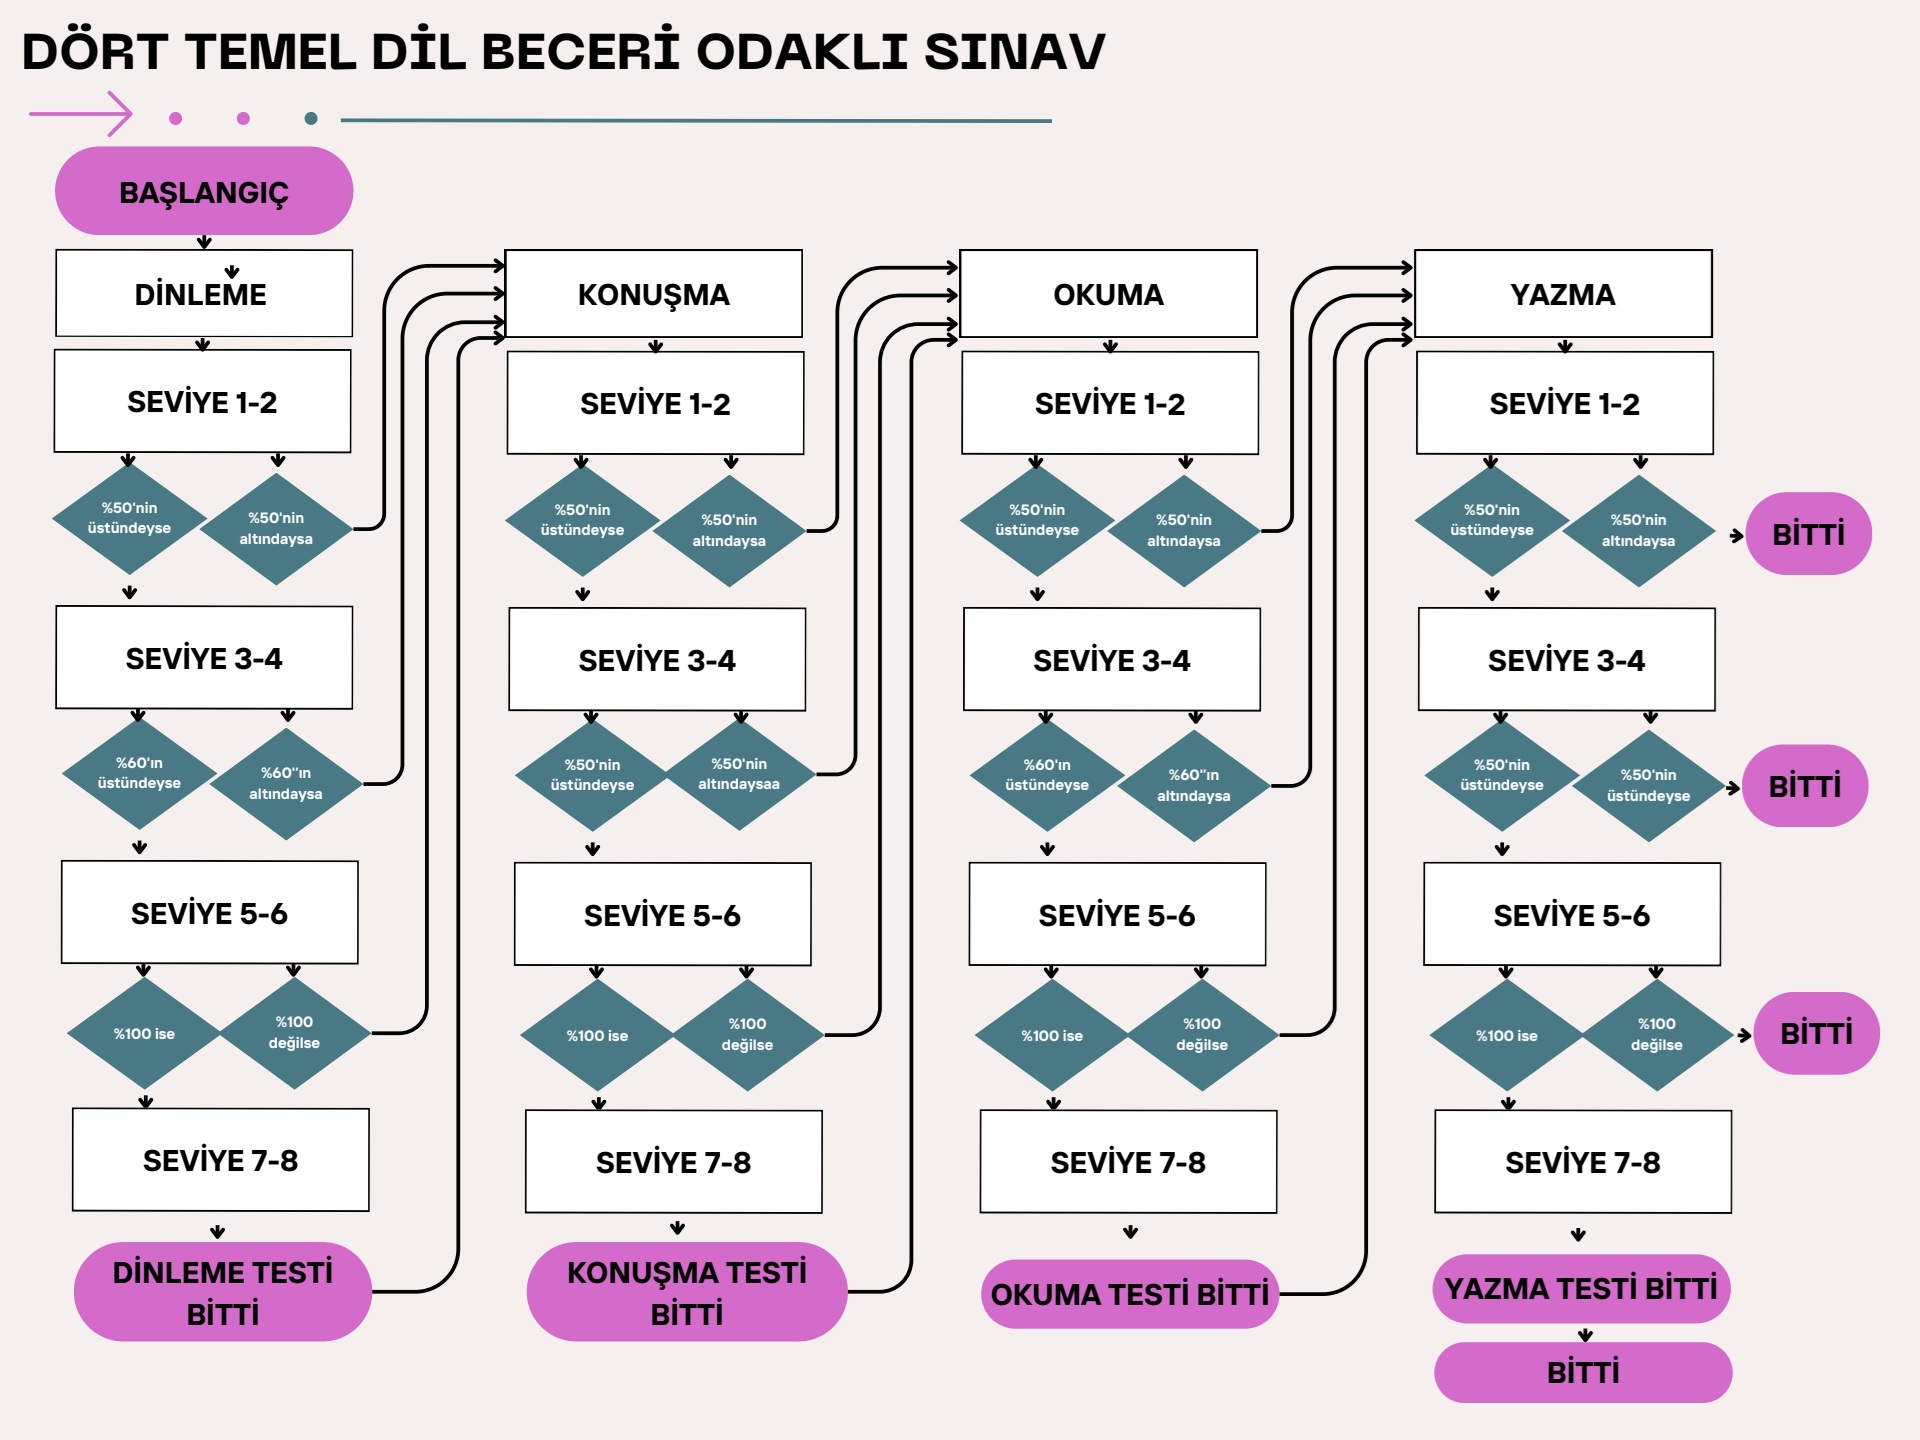 DÖRT TEMEL DİL BECERİ ODAKLI SINAV
BAŞLANGIÇ
DİNLEME
SEVİYE 1-2
%50'nin
üstündeyse
%50'nin
altındaysa
SEVİYE 3-4
%60'ın
üstündeyse
%60''ın
altındaysa
SEVİYE 5-6
%100 ise
%100
değilse
SEVİYE 7-8
DİNLEME TESTİ
BİTTİ
KONUŞMA
SEVİYE 1-2
%50'nin
üstündeyse
%50'nin
altındaysa
SEVİYE 3-4
%50'nin
üstündeyse
%50'nin
altındaysaa
SEVİYE 5-6
%100 ise
%100
değilse
SEVİYE 7-8
KONUŞMA TESTİ
BİTTİ
OKUMA
SEVİYE 1-2
%50'nin
üstündeyse
%50'nin
altındaysa
SEVİYE 3-4
%60'ın
üstündeyse
%60''ın
altındaysa
SEVİYE 5-6
%100 ise
%100
değilse
SEVİYE 7-8
OKUMA TESTİ BİTTİ
YAZMA
SEVİYE 1-2
%50'nin
üstündeyse
%50'nin
altındaysa
BİTTİ
SEVİYE 3-4
%50'nin
üstündeyse
%50'nin
üstündeyse
BİTTİ
SEVİYE 5-6
%100 ise
%100
değilse
BİTTİ
SEVİYE 7-8
YAZMA TESTİ BİTTİ
BİTTİ